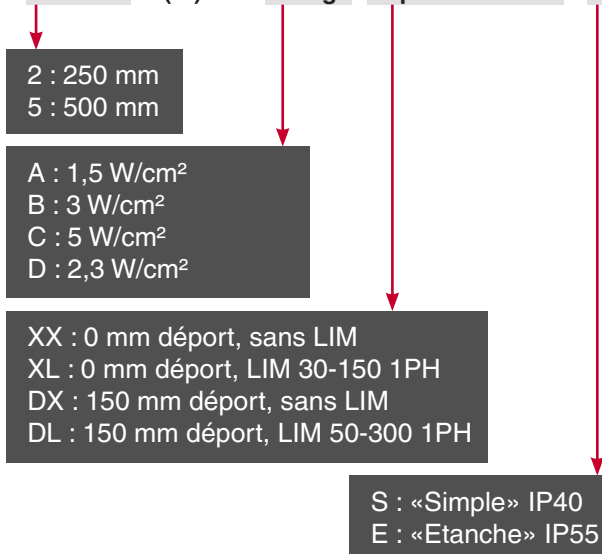 2 : 250 mm
5 : 500 mm
A : 1,5 W/cm²
B : 3 W/cm²
C : 5 W/cm²
D : 2,3 W/cm²
XX : 0 mm déport, sans LIM
XL : 0 mm déport, LIM 30-150 1PH
DX : 150 mm déport, sans LIM
DL : 150 mm déport, LIM 50-300 1PH
S : «Simple» IP40
E : «Etanche» IP55